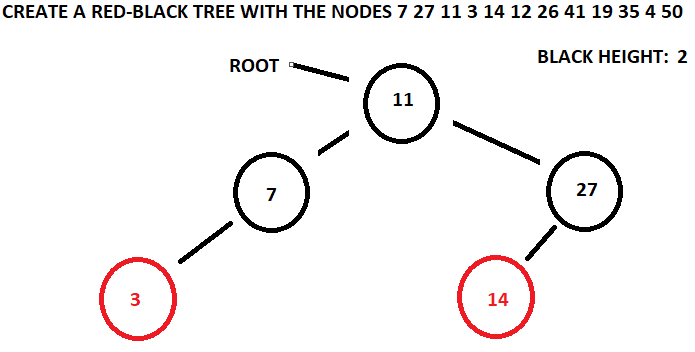 CREATE A RED-BLACK TREE WITH THE NODES 7 27 11 3 14 12 26 41 19 35 4 50
BLACK HEIGHT: 2
ROOT
11
7
27
3
14